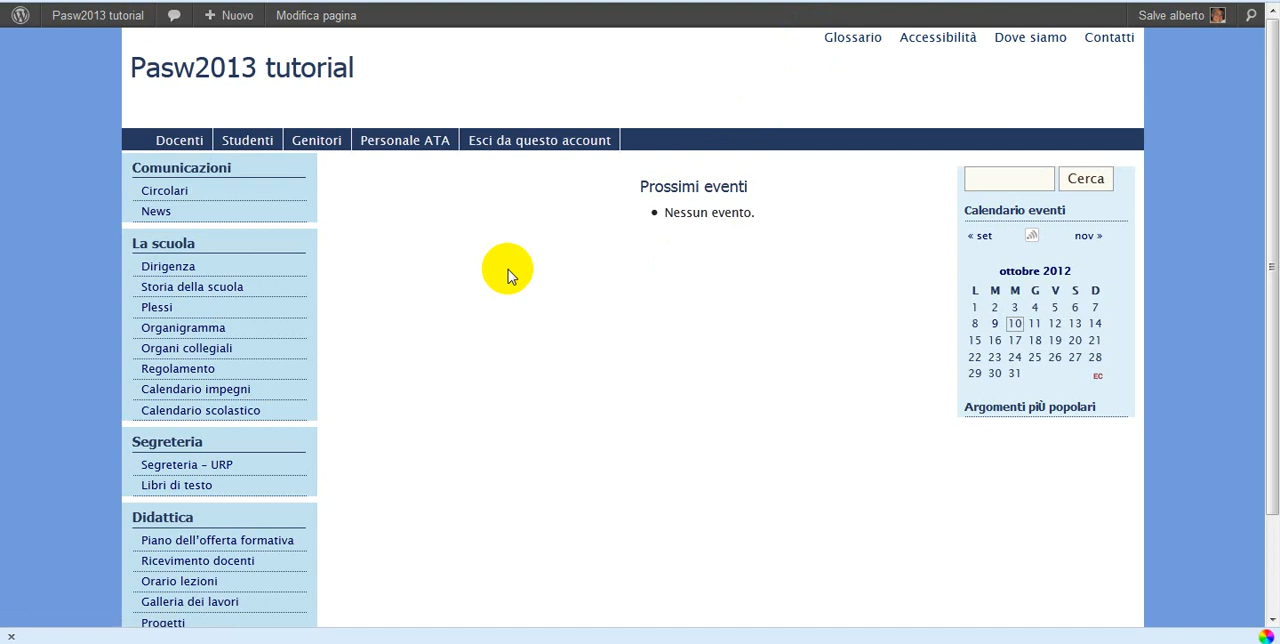 Pasw2013 tutorial Nuovo Modifica pagina Salve alberto
Glossario Accessibilità Dove siamo Contatti
Pasw2013 tutorial
Docenti Studenti Genitori Personale ATA Esci da questo account
Comunicazioni
Circolari
News
La scuola
Dirigenza
Storia della scuola
Plessi
Organigramma
Organi collegiali
Regolamento
Calendario impegni
Calendario scolastico
Segreteria
Segreteria – URP
Libri di testo
Didattica
Piano dell'offerta formativa
Ricevimento docenti
Orario lezioni
Galleria dei lavori
Progetti
Prossimi eventi
• Nessun evento.
Cerca
Calendario eventi
« set nov »
ottobre 2012
L M M G V S D
1 2 3 4 5 6 7
8 9 10 11 12 13 14
15 16 17 18 19 20 21
22 23 24 25 26 27 28
29 30 31 EC
Argomenti piÙ popolari